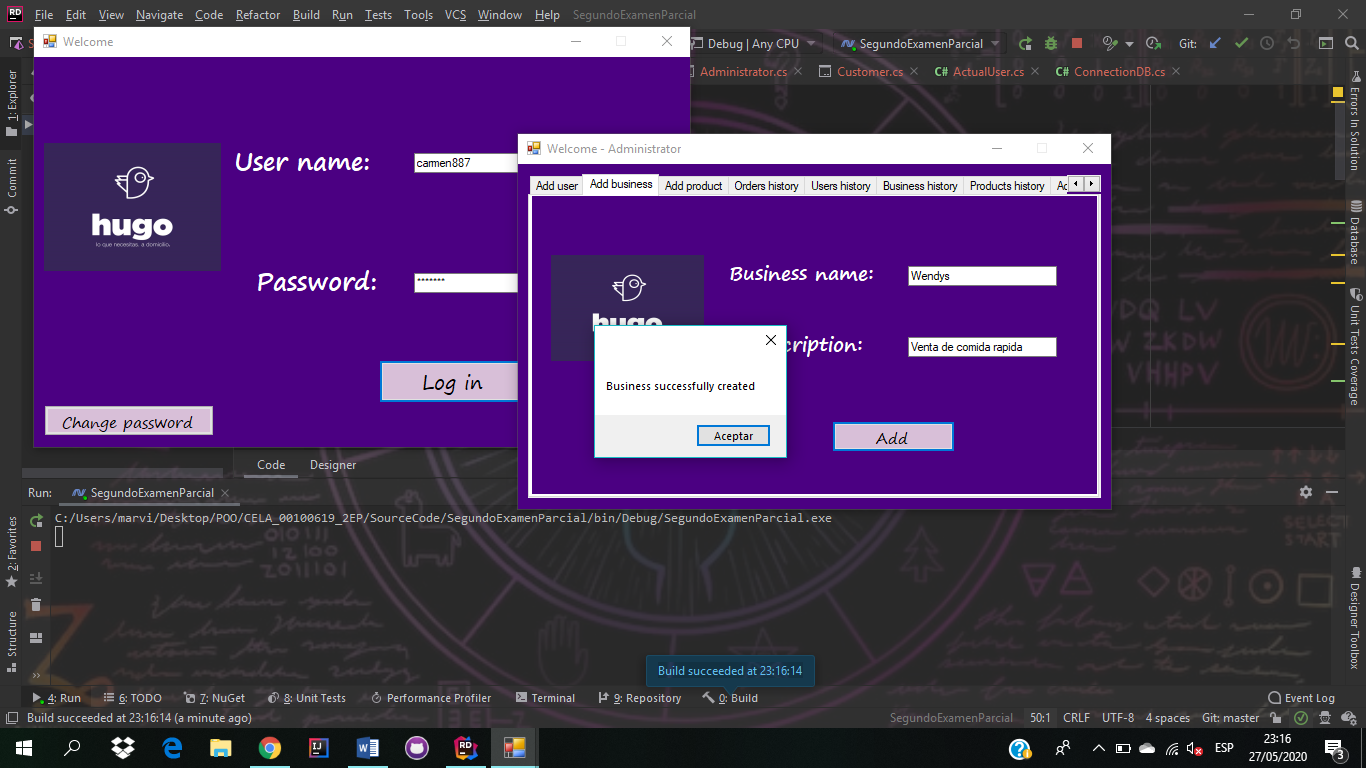 File Edit View Navigate Code Refactor Build Run Tests Tools VCS Window Help SegundoExamenParcial
Welcome
Debug | Any CPU
SegundoExamenParcial
Git:
Administrator.cs
Customer.cs
C# ActualUser.cs
C# ConnectionDB.cs
1: Explorer
Commit
2: Favorites
Structure
User name:
carmen887
hugo
lo que necesitas. a domicilio.
Password:
*******
Log in
Change password
Welcome - Administrator
Add user
Add business
Add product
Orders history
Users history
Business history
Products history
Business name:
Wendys
cription:
Venta de comida rapida
Add
Business successfully created
Aceptar
Errors In Solution
Database
Unit Tests Coverage
Designer Toolbox
Code
Designer
Run:
SegundoExamenParcial
C:/Users/marvi/Desktop/POO/CELA_00100619_2EP/SourceCode/SegundoExamenParcial/bin/Debug/SegundoExamenParcial.exe
SELECT
START
Build succeeded at 23:16:14
4: Run
6: TODO
7: NuGet
8: Unit Tests
Performance Profiler
Terminal
9: Repository
0: Build
Event Log
Build succeeded at 23:16:14 (a minute ago)
SegundoExamenParcial
50:1
CRLF
UTF-8
4 spaces
Git: master
ESP
23:16
27/05/2020
3